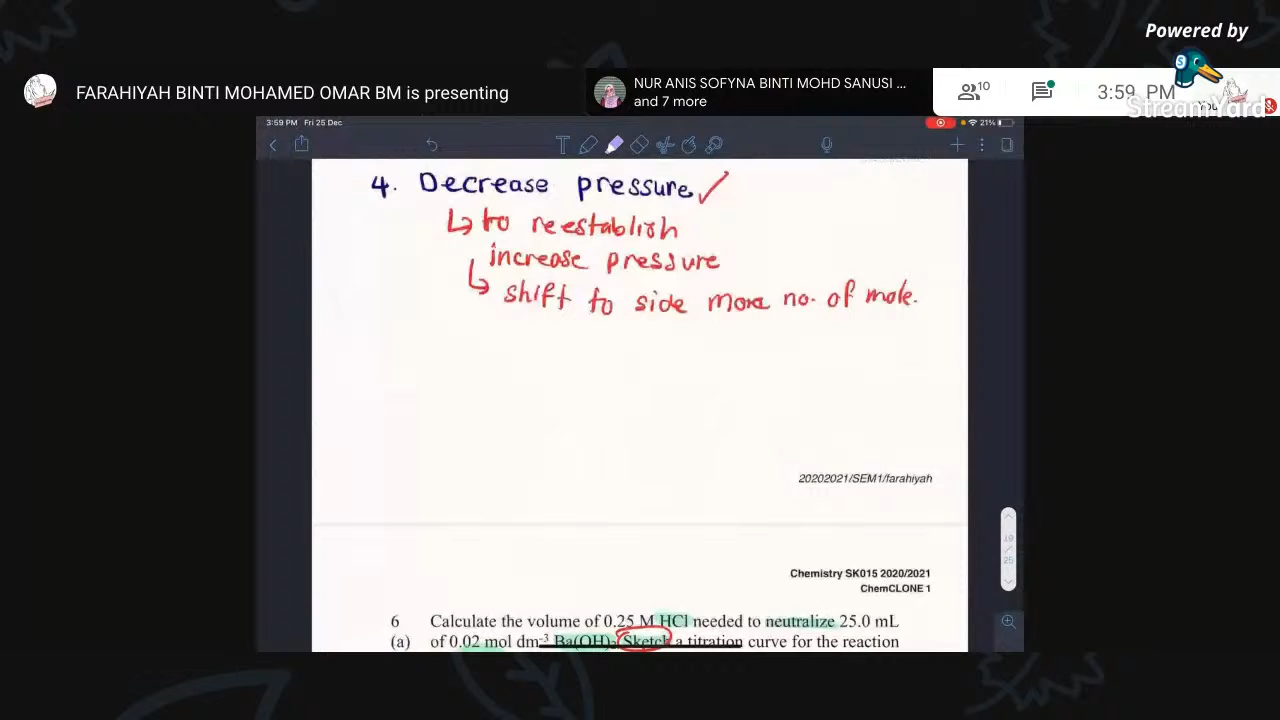 Powered by
StreamYard
FARAHIYAH BINTI MOHAMED OMAR BM is presenting
NUR ANIS SOFYNA BINTI MOHD SANUSI ...
and 7 more
10
3:59 PM
You
3:59 PM Fri 25 Dec
21%
4. Decrease pressure ✓
↳ to reestablish
increase pressure
↳ shift to side more no. of mole.
20202021/SEM1/farahiyah
19
/
25
Chemistry SK015 2020/2021
ChemCLONE 1
6 Calculate the volume of 0.25 M HCl needed to neutralize 25.0 mL
(a) of 0.02 mol dm⁻³ Ba(OH)₂ Sketch a titration curve for the reaction